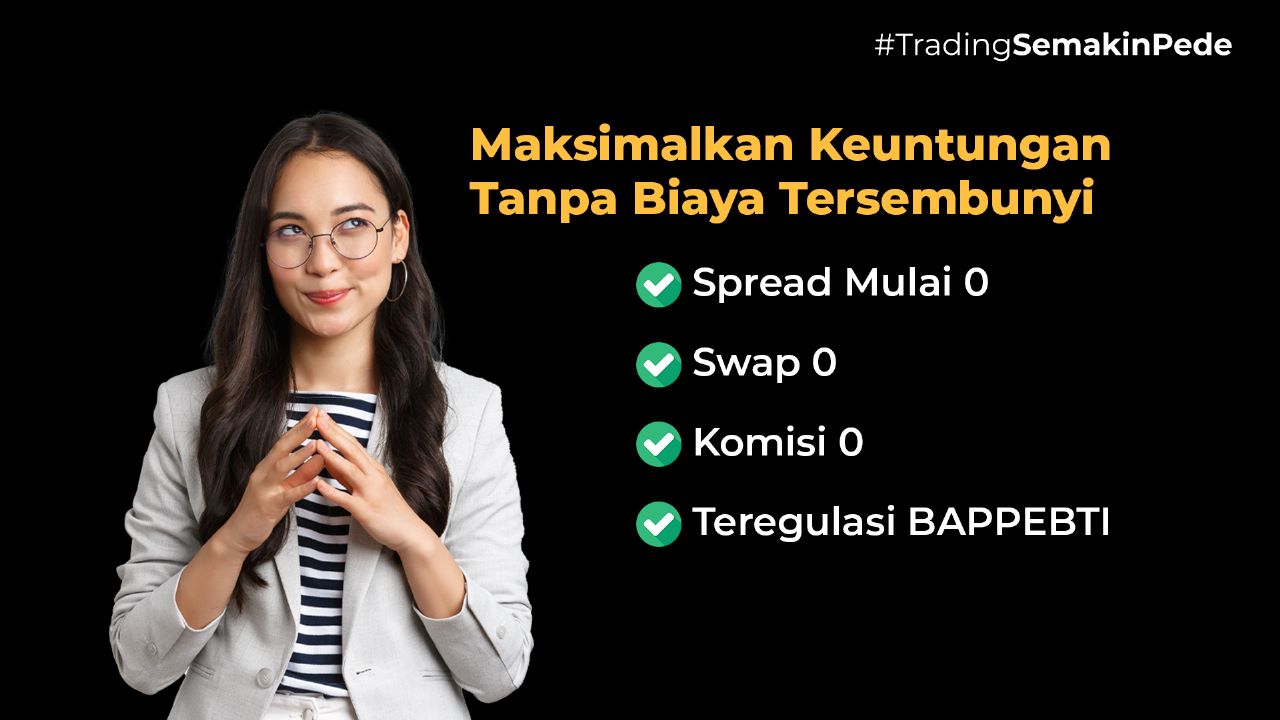 #TradingSemakinPede
Maksimalkan Keuntungan
Tanpa Biaya Tersembunyi
Spread Mulai 0
Swap 0
Komisi 0
Teregulasi BAPPEBTI